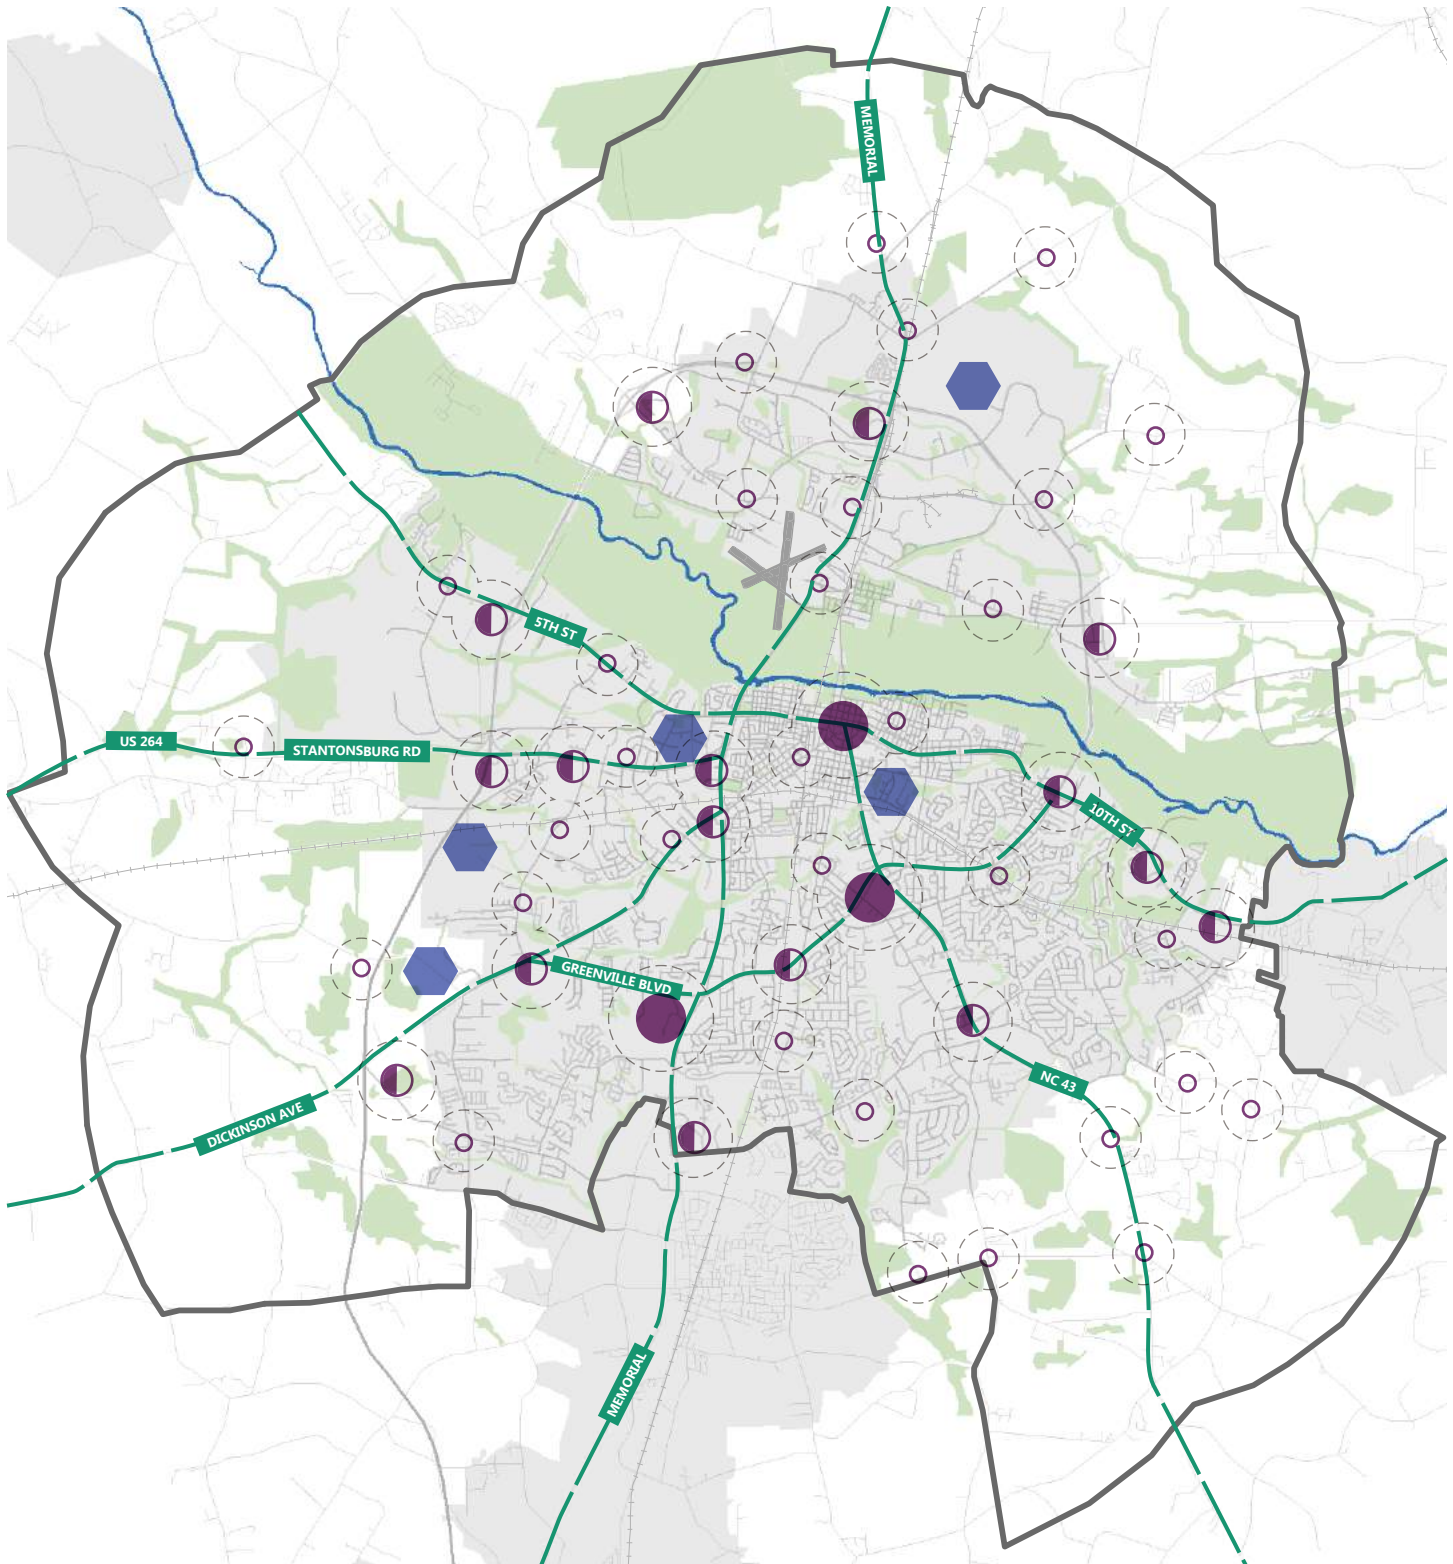 MEMORIAL
5TH ST
US 264
STANTONSBURG RD
10TH ST
GREENVILLE BLVD
NC 43
DICKINSON AVE
MEMORIAL